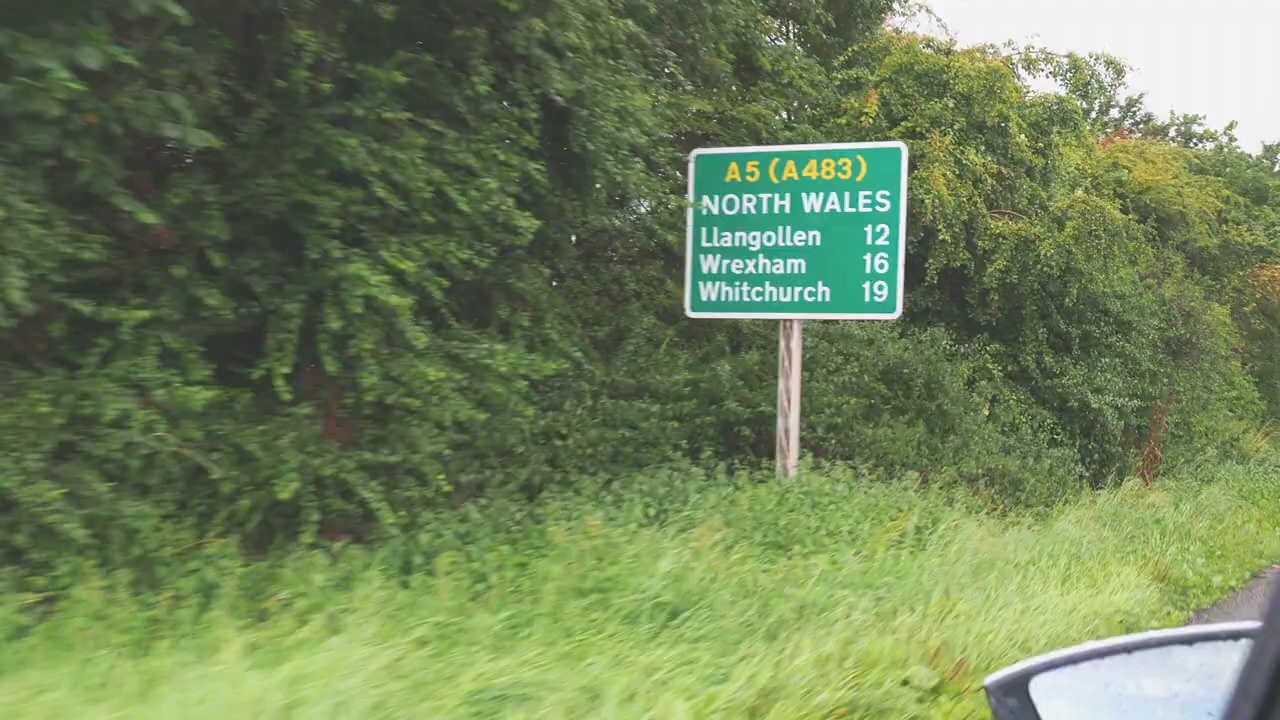 A5 (A483)
NORTH WALES
Llangollen 12
Wrexham 16
Whitchurch 19